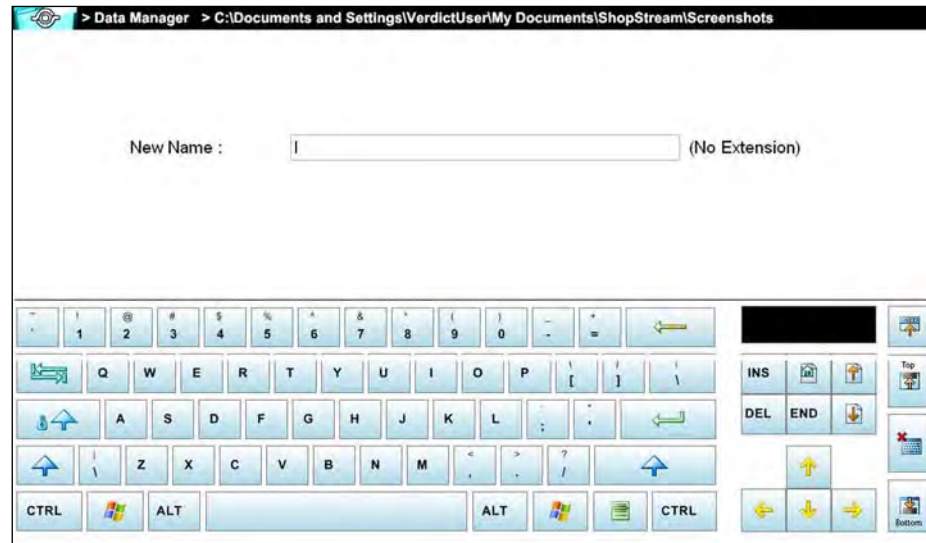 > Data Manager > C:\Documents and Settings\VerdictUser\My Documents\ShopStream\Screenshots
New Name : (No Extension)
! 1 @ 2 # 3 $ 4 % 5 ^ 6 & 7 8 ( 9 ) 0 _ - =
Q W E R T Y U I O P [ ] \
INS
Top
A S D F G H J K L ;
DEL END
\ Z X C V B N M < , > . ? /
CTRL ALT ALT CTRL
Bottom